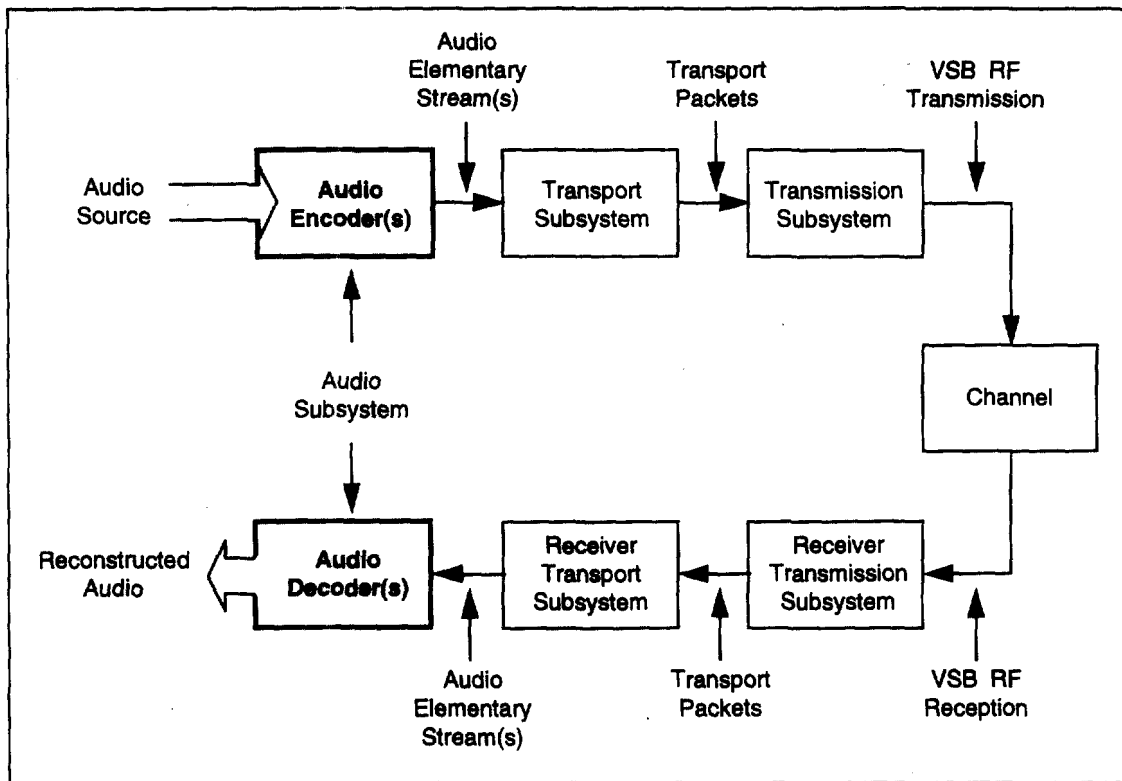 Audio
Elementary
Stream(s)
Transport
Packets
VSB RF
Transmission
Audio
Source
Audio
Encoder(s)
Transport
Subsystem
Transmission
Subsystem
Audio
Subsystem
Channel
Reconstructed
Audio
Audio
Decoder(s)
Receiver
Transport
Subsystem
Receiver
Transmission
Subsystem
Audio
Elementary
Stream(s)
Transport
Packets
VSB RF
Reception